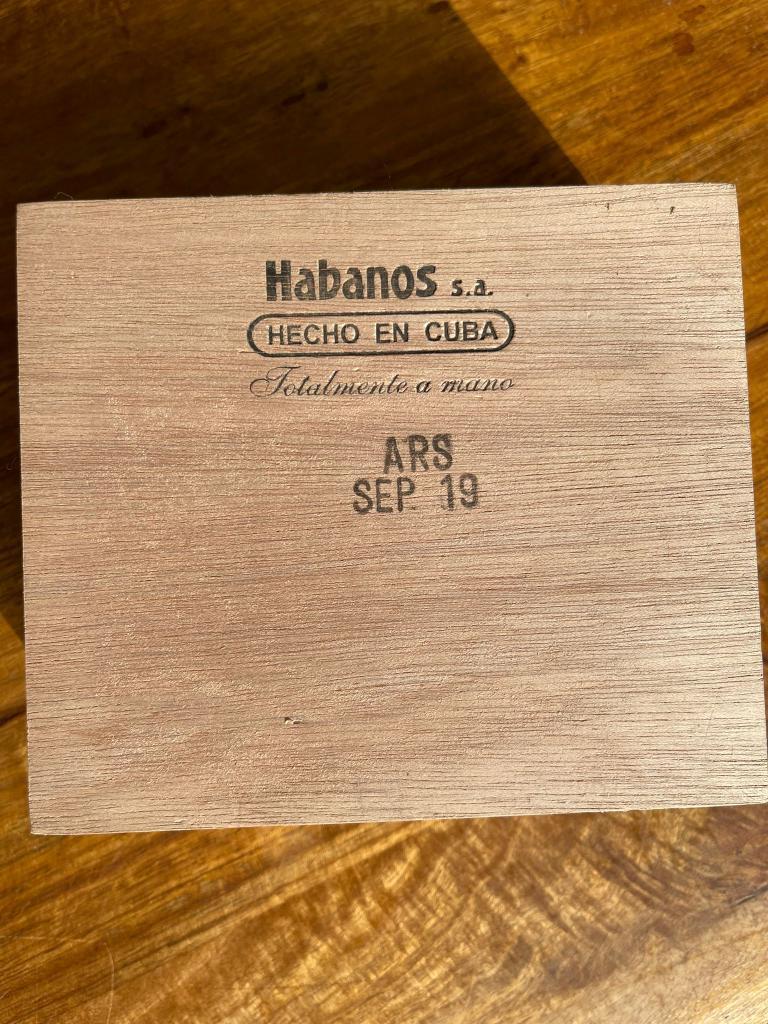 Habanos s.a.
HECHO EN CUBA
Totalmente a mano
ARS
SEP 19